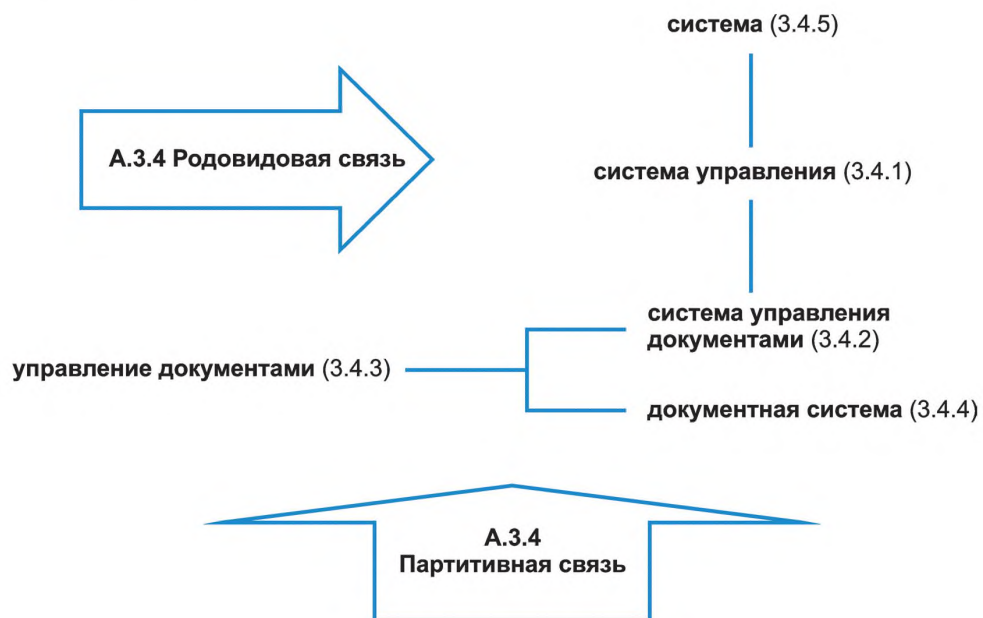 система (3.4.5)
А.3.4 Родовидовая связь
система управления (3.4.1)
система управления
документами (3.4.2)
управление документами (3.4.3)
документная система (3.4.4)
А.3.4
Партитивная связь